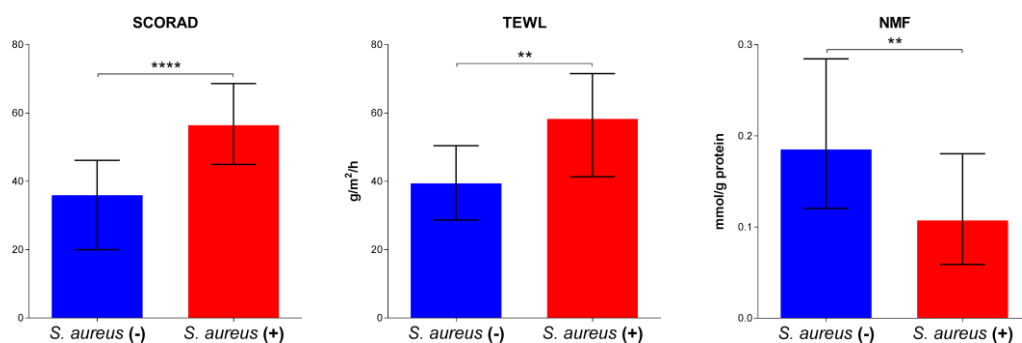 SCORAD
80
60
40
20
0
****
S. aureus (-)
S. aureus (+)
TEWL
g/m²/h
80
60
40
20
0
**
S. aureus (-)
S. aureus (+)
NMF
mmol/g protein
0.3
0.2
0.1
0.0
**
S. aureus (-)
S. aureus (+)